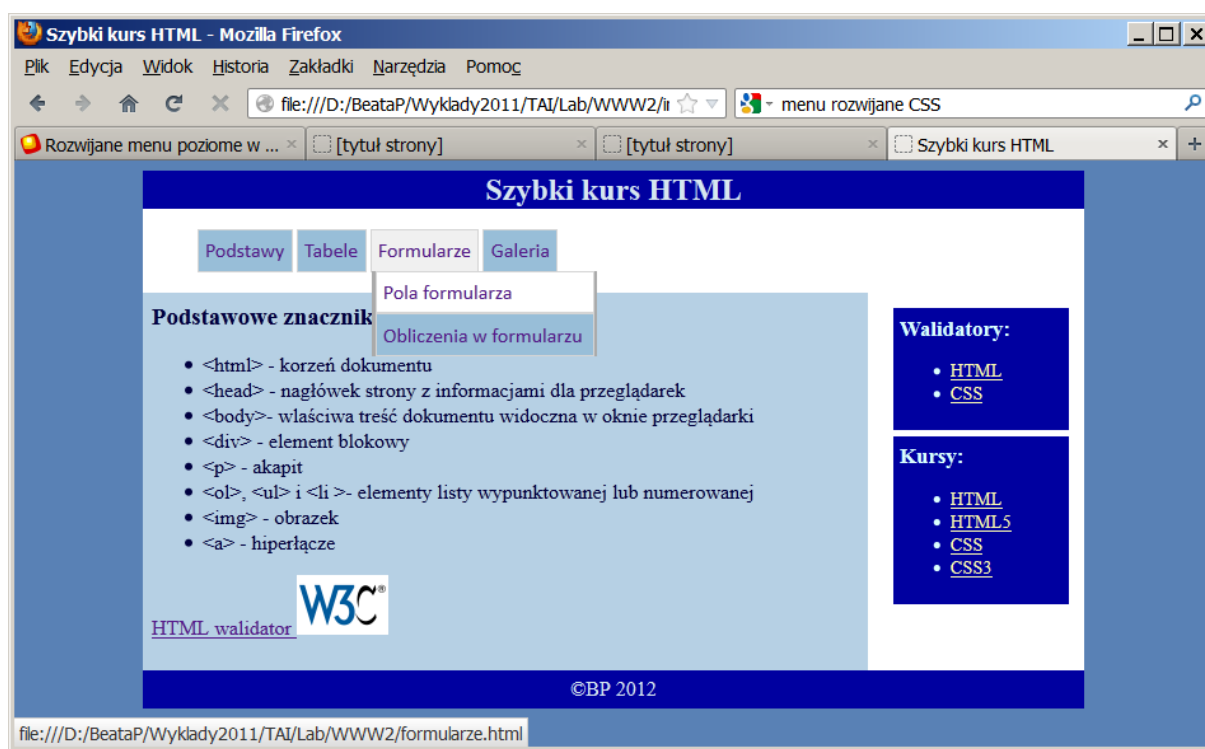 Szybki kurs HTML - Mozilla Firefox
Plik Edycja Widok Historia Zakładki Narzędzia Pomoc
file:///D:/BeataP/Wyklady2011/TAI/Lab/WWW2/ menu rozwijane CSS
Rozwijane menu poziome w ... [tytuł strony] [tytuł strony] Szybki kurs HTML
Szybki kurs HTML
Podstawy Tabele Formularze Galeria
Pola formularza
Obliczenia w formularzu
Podstawowe znacznik
<html> - korzeń dokumentu
<head> - nagłówek strony z informacjami dla przeglądarek
<body>- wlaściwa treść dokumentu widoczna w oknie przeglądarki
<div> - element blokowy
<p> - akapit
<ol>, <ul> i <li >- elementy listy wypunktowanej lub numerowanej
<img> - obrazek
<a> - hiperłącze
HTML walidator W3C®
Walidatory:
HTML
CSS
Kursy:
HTML
HTML5
CSS
CSS3
©BP 2012
file:///D:/BeataP/Wyklady2011/TAI/Lab/WWW2/formularze.html